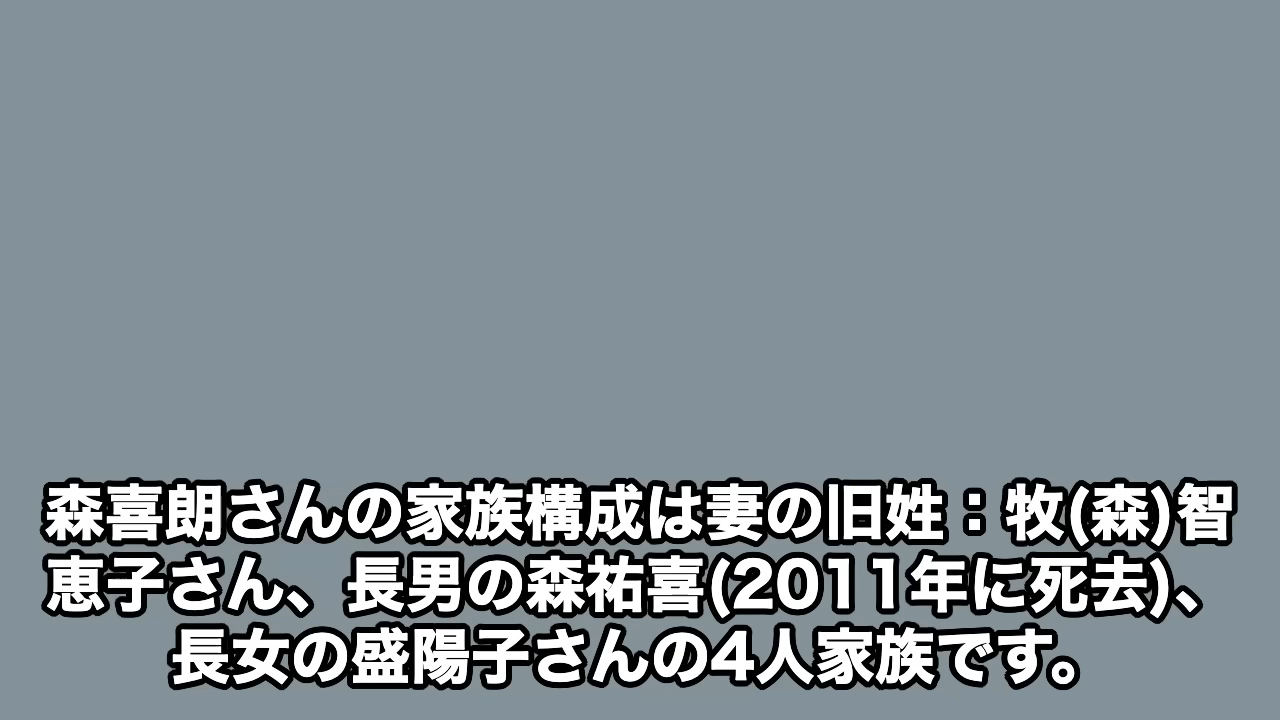 森喜朗さんの家族構成は妻の旧姓：牧(森)智
恵子さん、長男の森祐喜(2011年に死去)、
長女の盛陽子さんの4人家族です。